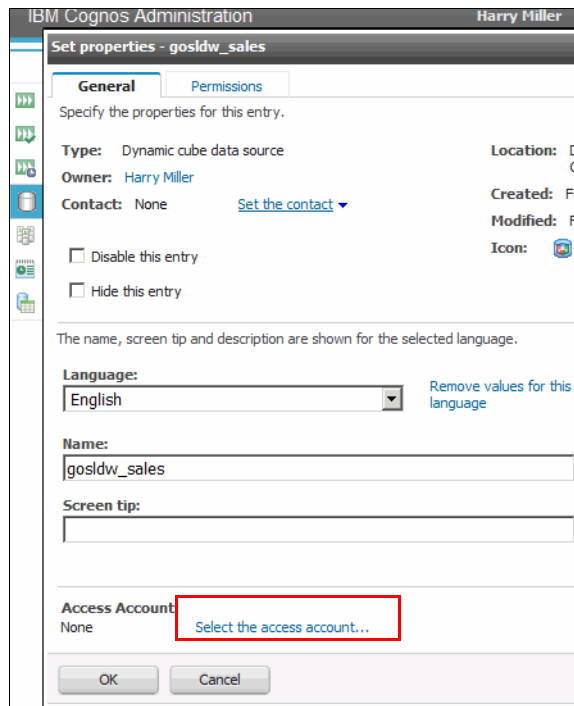 IBM Cognos Administration
Harry Miller
Set properties - gosldw_sales
General
Permissions
Specify the properties for this entry.
Type: Dynamic cube data source
Location:
Owner: Harry Miller
Contact: None Set the contact
Created:
Modified:
Icon:
Disable this entry
Hide this entry
The name, screen tip and description are shown for the selected language.
Language:
English
Remove values for this
language
Name:
gosldw_sales
Screen tip:
Access Account
None
Select the access account...
OK
Cancel